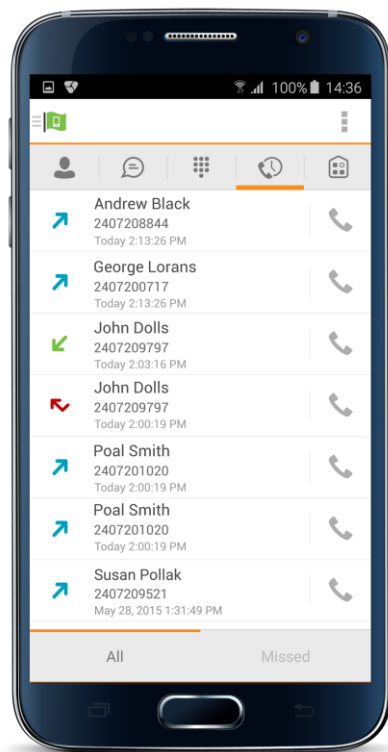 100% 14:36
Andrew Black
2407208844
Today 2:13:26 PM
George Lorans
2407200717
Today 2:13:26 PM
John Dolls
2407209797
Today 2:03:16 PM
John Dolls
2407209797
Today 2:00:19 PM
Poal Smith
2407201020
Today 2:00:19 PM
Poal Smith
2407201020
Today 2:00:19 PM
Susan Pollak
2407209521
May 28, 2015 1:31:49 PM
All Missed